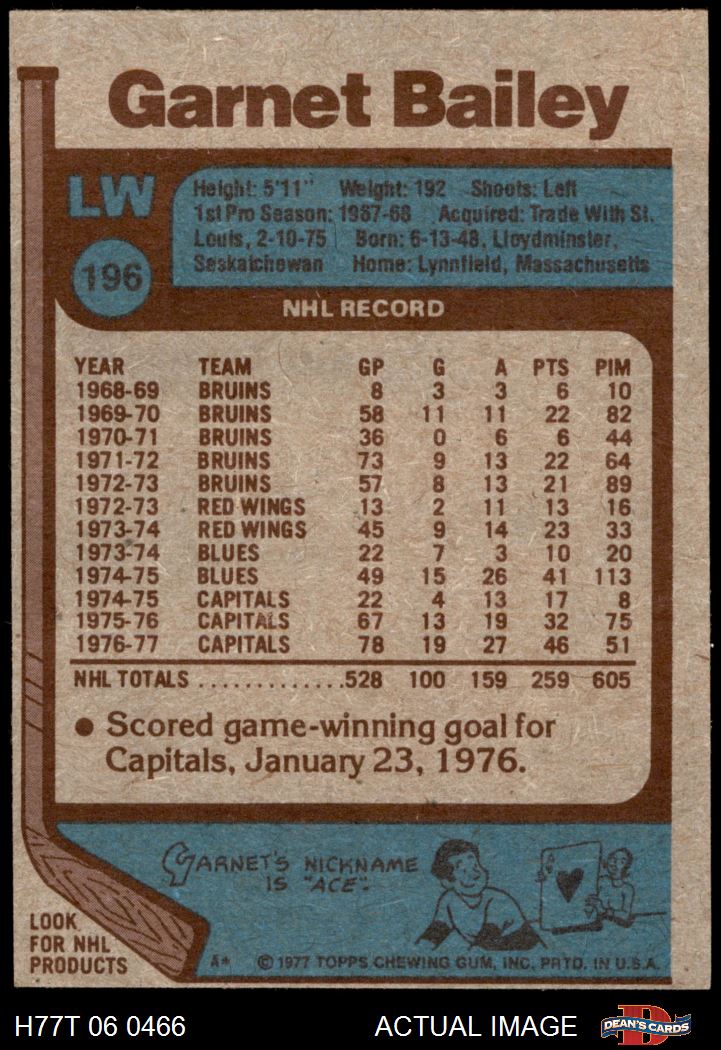 Garnet Bailey
LW
196
Height: 5'11" Weight: 192 Shoots: Left
1st Pro Season: 1967-68 Acquired: Trade With St.
Louis, 2-10-75 Born: 6-13-48, Lloydminster,
Saskatchewan Home: Lynnfield, Massachusetts
NHL RECORD
YEAR TEAM GP G A PTS PIM
1968-69 BRUINS 8 3 3 6 10
1969-70 BRUINS 58 11 11 22 82
1970-71 BRUINS 36 0 6 6 44
1971-72 BRUINS 73 9 13 22 64
1972-73 BRUINS 57 8 13 21 89
1972-73 RED WINGS 13 2 11 13 16
1973-74 RED WINGS 45 9 14 23 33
1973-74 BLUES 22 7 3 10 20
1974-75 BLUES 49 15 26 41 113
1974-75 CAPITALS 22 4 13 17 8
1975-76 CAPITALS 67 13 19 32 75
1976-77 CAPITALS 78 19 27 46 51
NHL TOTALS .............528 100 159 259 605
● Scored game-winning goal for
Capitals, January 23, 1976.
GARNET'S NICKNAME
IS "ACE".
A
LOOK
FOR NHL
PRODUCTS
A* © 1977 TOPPS CHEWING GUM, INC. PRTD. IN U.S.A.
H77T 06 0466 ACTUAL IMAGE
D
DEAN'S CARDS